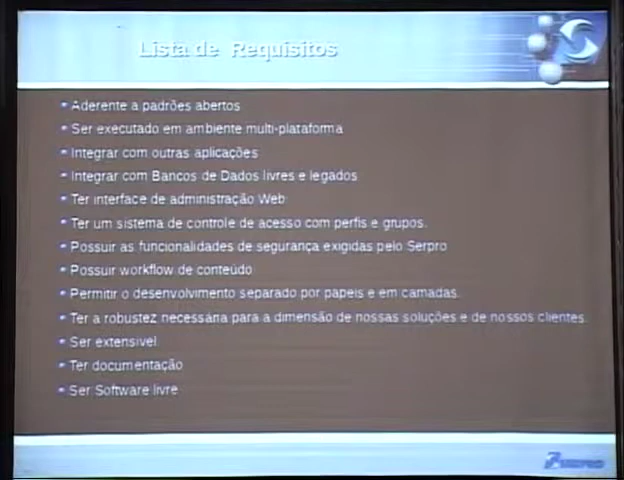 Lista de Requisitos
Aderente a padrões abertos
Ser executado em ambiente multi-plataforma
Integrar com outras aplicações
Integrar com Bancos de Dados livres e legados
Ter interface de administração Web
Ter um sistema de controle de acesso com perfis e grupos.
Possuir as funcionalidades de segurança exigidas pelo Serpro
Possuir workflow de conteúdo
Permitir o desenvolvimento separado por papeis e em camadas.
Ter a robustez necessária para a dimensão de nossas soluções e de nossos clientes.
Ser extensível
Ter documentação
Ser Software livre